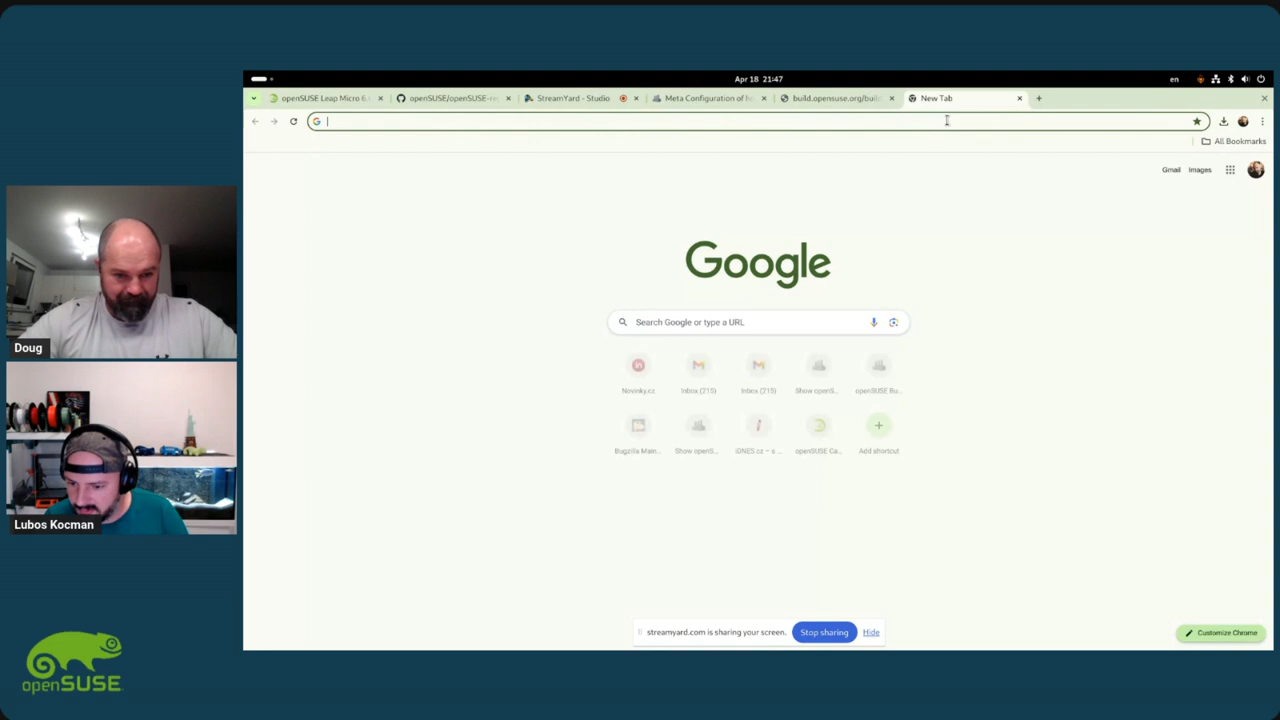 Apr 18 21:47
en
openSUSE Leap Micro 6.
openSUSE/openSUSE-re
StreamYard - Studio
Meta Configuration of h
build.opensuse.org/build
New Tab
All Bookmarks
Gmail Images
Google
Search Google or type a URL
Novinky.cz
Inbox (215)
Inbox (215)
Show openS...
openSUSE Bu...
Bugzilla Main...
Show openS...
iDNES.cz – s...
openSUSE Ca...
Add shortcut
streamyard.com is sharing your screen.
Stop sharing
Hide
Customize Chrome
Doug
Lubos Kocman
openSUSE